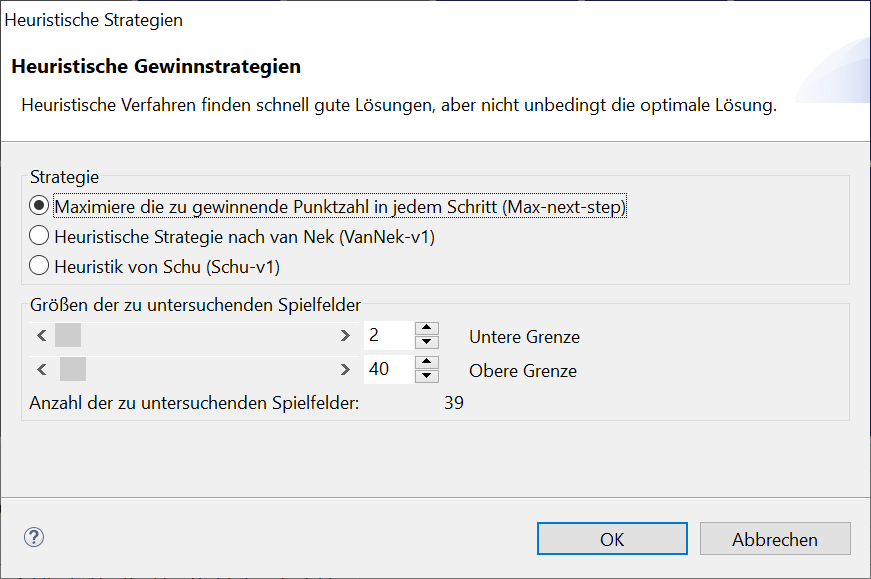 Heuristische Strategien
Heuristische Gewinnstrategien
Heuristische Verfahren finden schnell gute Lösungen, aber nicht unbedingt die optimale Lösung.
Strategie
Maximiere die zu gewinnende Punktzahl in jedem Schritt (Max-next-step)
Heuristische Strategie nach van Nek (VanNek-v1)
Heuristik von Schu (Schu-v1)
Größen der zu untersuchenden Spielfelder
2 Untere Grenze
40 Obere Grenze
Anzahl der zu untersuchenden Spielfelder: 39
? OK Abbrechen